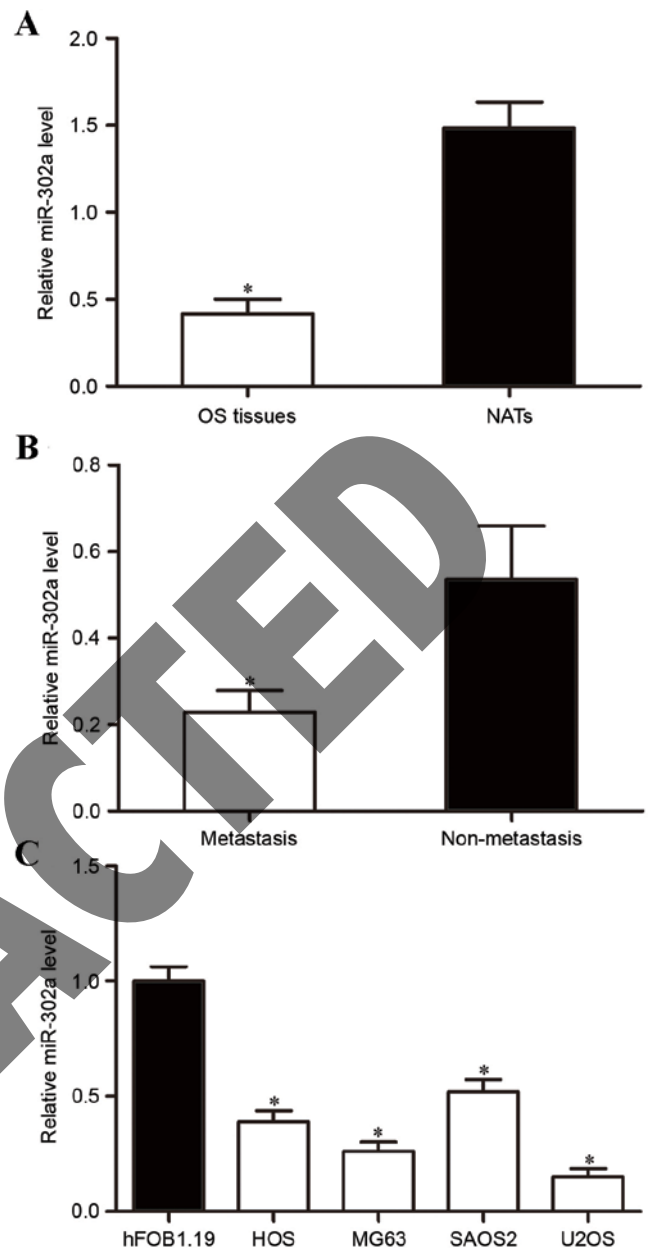 A
2.0
1.5
1.0
0.5
0.0
Relative miR-302a level
*
OS tissues
NATs
B
0.8
0.6
0.4
0.2
0.0
Relative miR-302a level
*
Metastasis
Non-metastasis
C
1.5
1.0
0.5
0.0
Relative miR-302a level
*
*
*
*
hFOB1.19
HOS
MG63
SAOS2
U2OS
ACTED